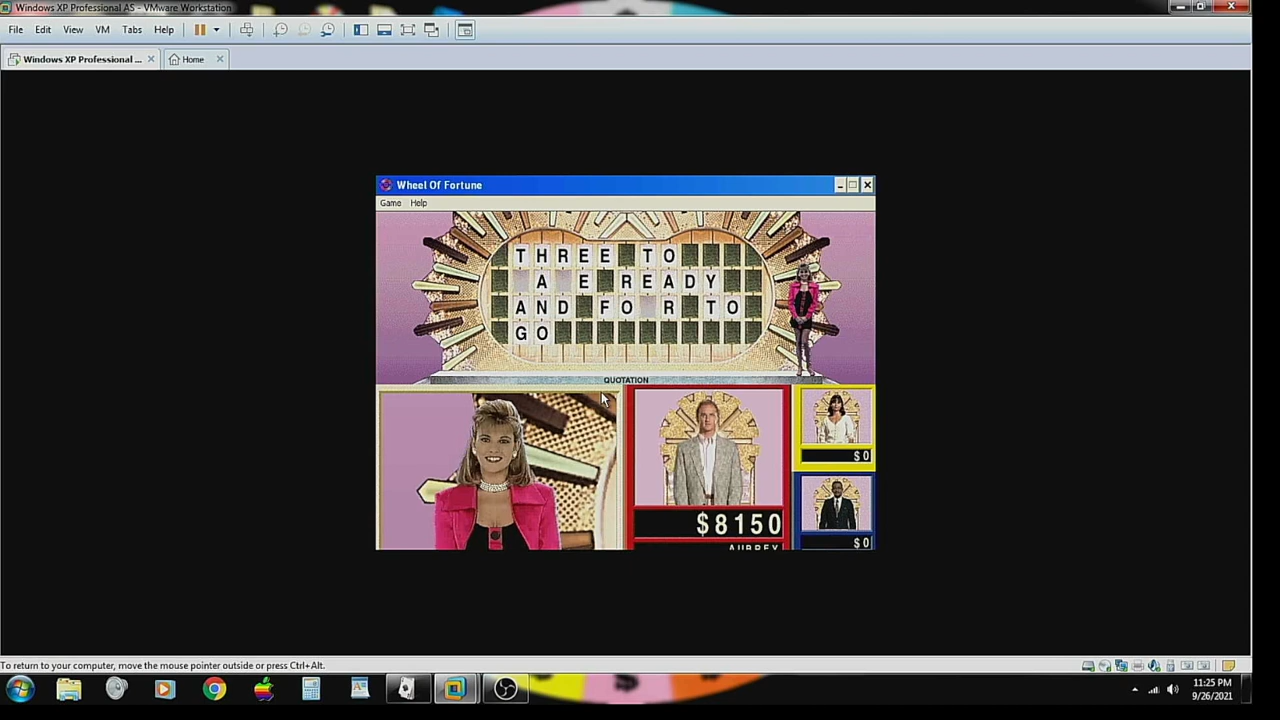 Windows XP Professional AS - VMware Workstation
File Edit View VM Tabs Help
Windows XP Professional ... Home
Wheel Of Fortune
Game Help
THREE TO
A E READY
AND FO R TO
GO
QUOTATION
$0
$8150
$0
AUBREY
To return to your computer, move the mouse pointer outside or press Ctrl+Alt.
11:25 PM
9/26/2021